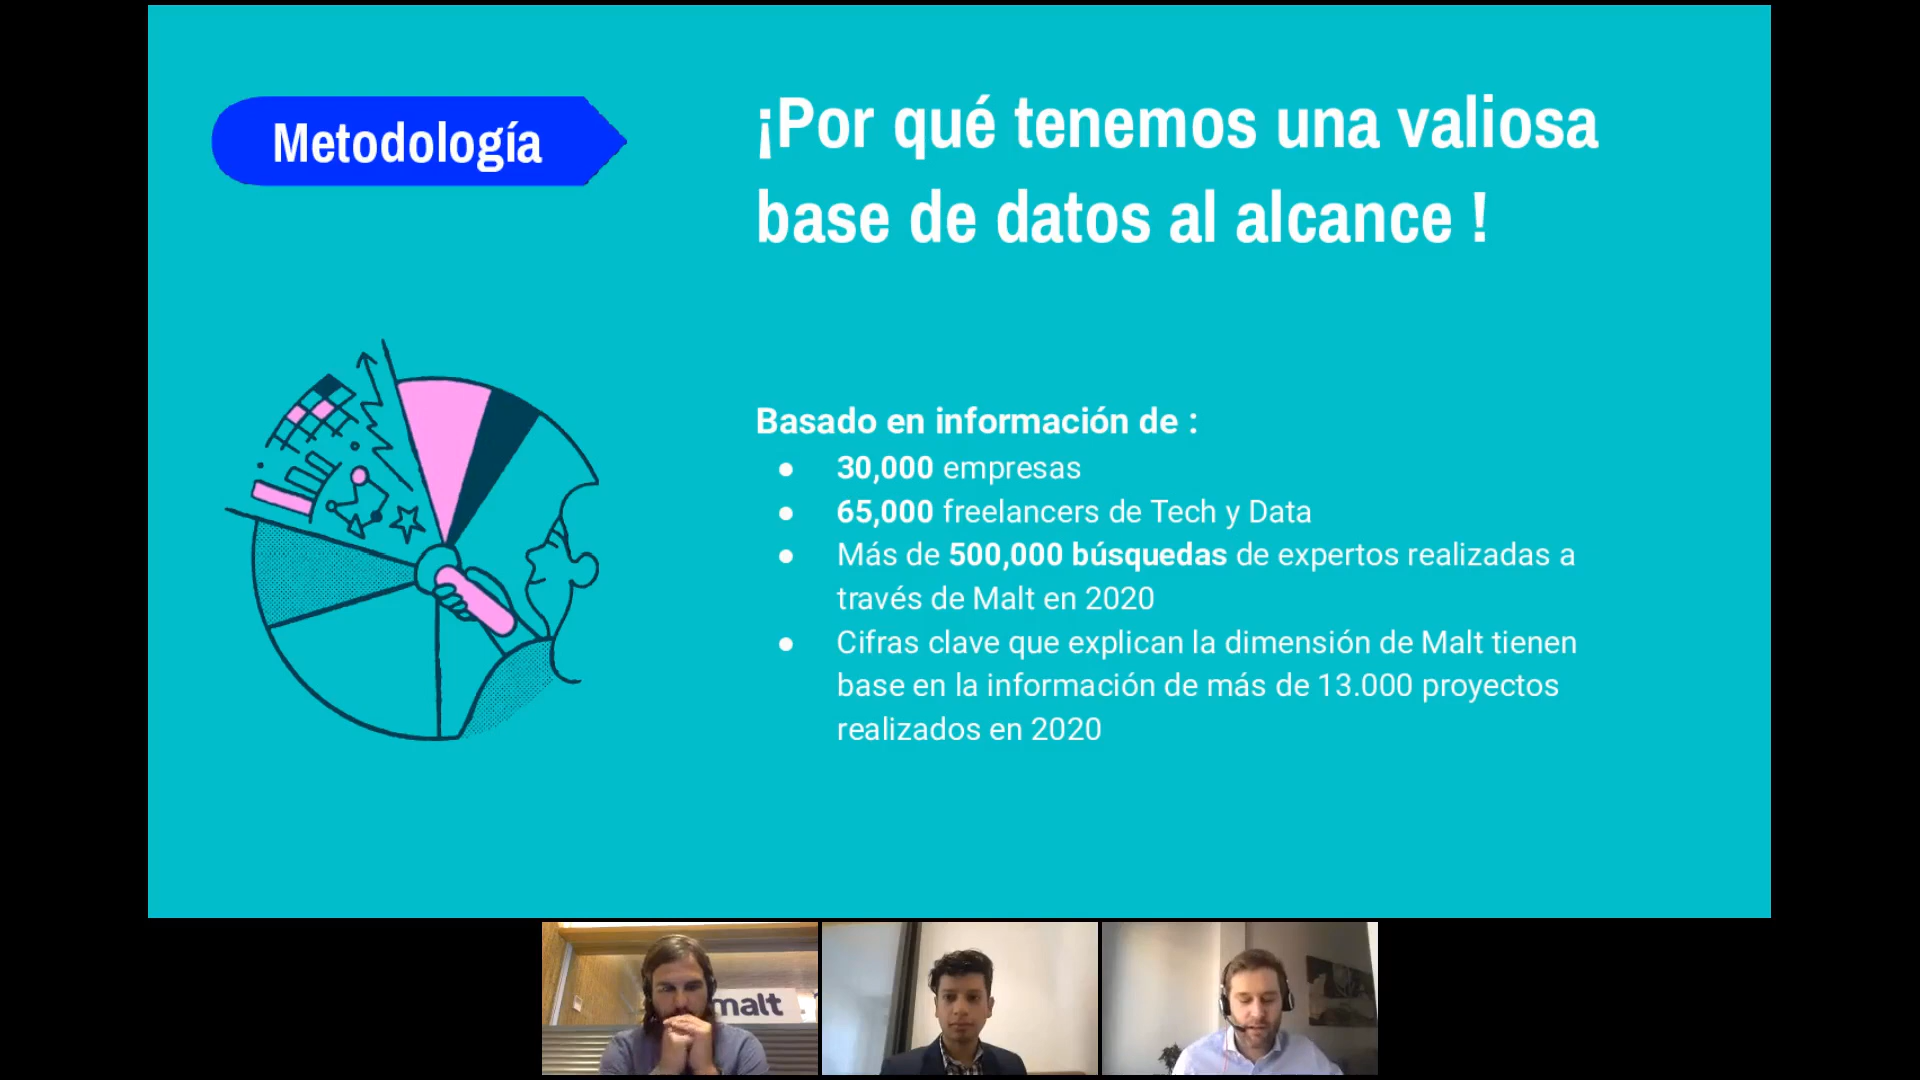 Metodología
¡Por qué tenemos una valiosa
base de datos al alcance !
Basado en información de :
● 30,000 empresas
● 65,000 freelancers de Tech y Data
● Más de 500,000 búsquedas de expertos realizadas a
través de Malt en 2020
● Cifras clave que explican la dimensión de Malt tienen
base en la información de más de 13.000 proyectos
realizados en 2020
malt